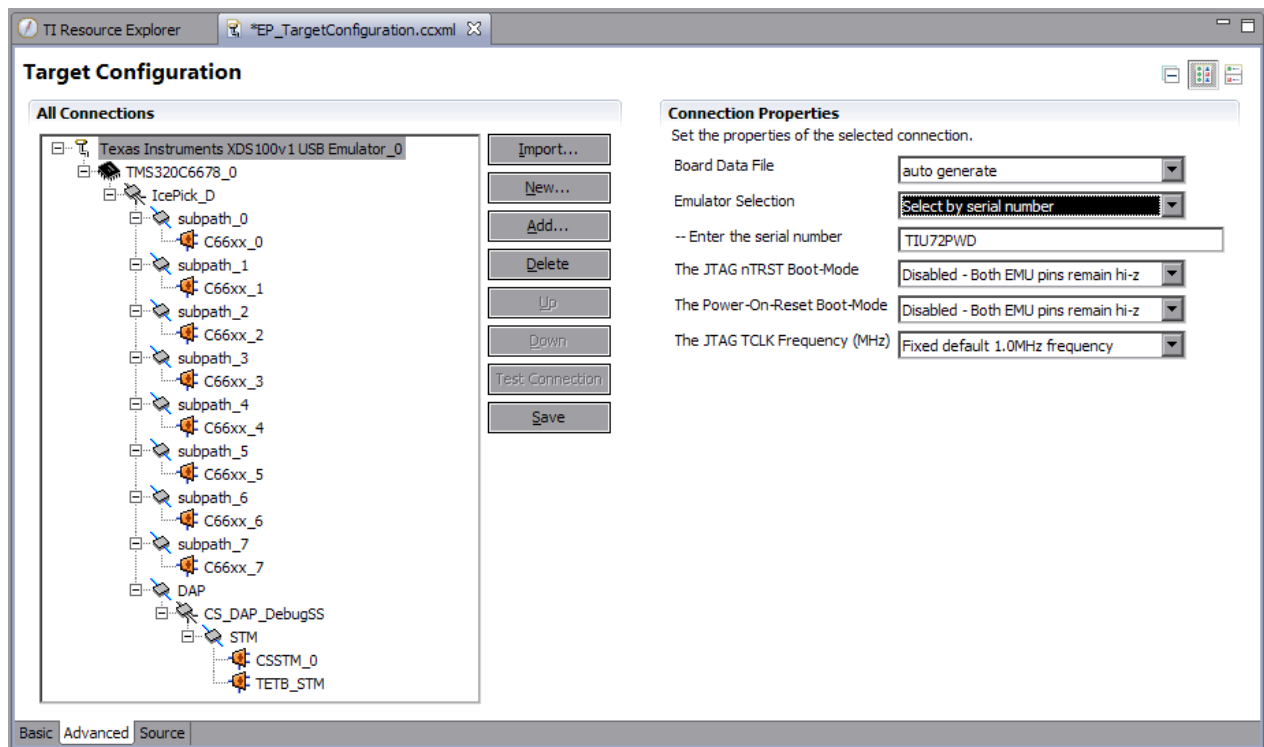 TI Resource Explorer
*EP_TargetConfiguration.ccxml
Target Configuration
All Connections
Texas Instruments XDS100v1 USB Emulator_0
TMS320C6678_0
IcePick_D
subpath_0
C66xx_0
subpath_1
C66xx_1
subpath_2
C66xx_2
subpath_3
C66xx_3
subpath_4
C66xx_4
subpath_5
C66xx_5
subpath_6
C66xx_6
subpath_7
C66xx_7
DAP
CS_DAP_DebugSS
STM
CSSTM_0
TETB_STM
Import...
New...
Add...
Delete
Up
Down
Test Connection
Save
Connection Properties
Set the properties of the selected connection.
Board Data File
auto generate
Emulator Selection
Select by serial number
-- Enter the serial number
TIU72PWD
The JTAG nTRST Boot-Mode
Disabled - Both EMU pins remain hi-z
The Power-On-Reset Boot-Mode
Disabled - Both EMU pins remain hi-z
The JTAG TCLK Frequency (MHz)
Fixed default 1.0MHz frequency
Basic
Advanced
Source